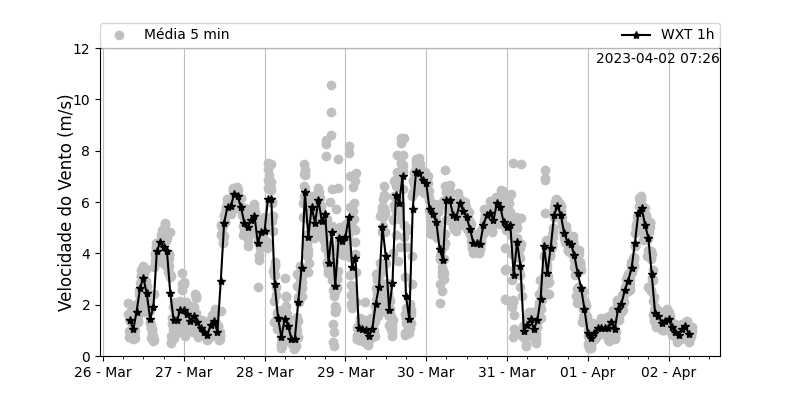 Média 5 min
WXT 1h
2023-04-02 07:26
Velocidade do Vento (m/s)
12
10
8
6
4
2
0
26 - Mar 27 - Mar 28 - Mar 29 - Mar 30 - Mar 31 - Mar 01 - Apr 02 - Apr